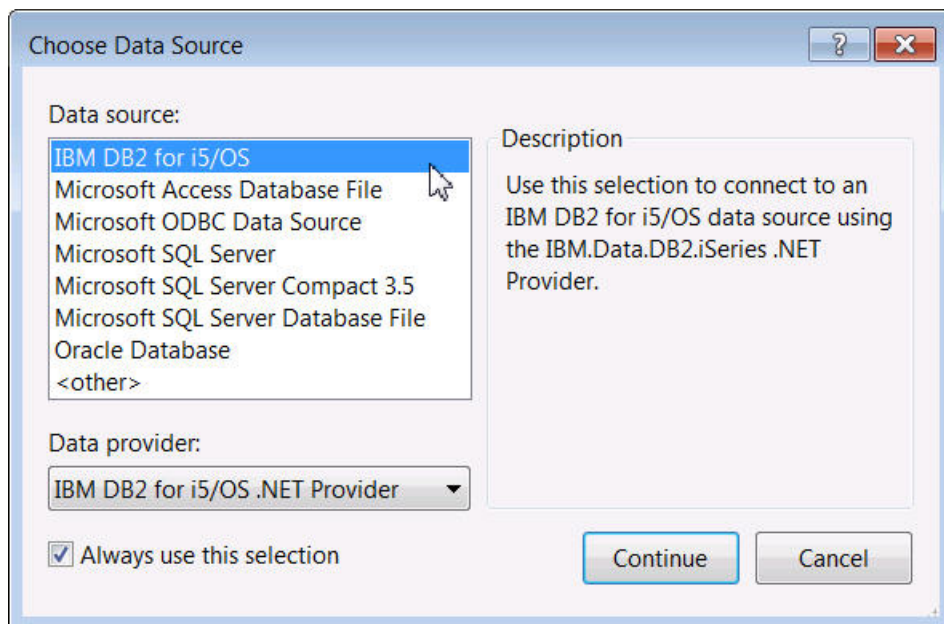 Choose Data Source
?
Data source:
IBM DB2 for i5/OS
Microsoft Access Database File
Microsoft ODBC Data Source
Microsoft SQL Server
Microsoft SQL Server Compact 3.5
Microsoft SQL Server Database File
Oracle Database
<other>
Data provider:
IBM DB2 for i5/OS .NET Provider
Always use this selection
Description
Use this selection to connect to an
IBM DB2 for i5/OS data source using
the IBM.Data.DB2.iSeries .NET
Provider.
Continue
Cancel